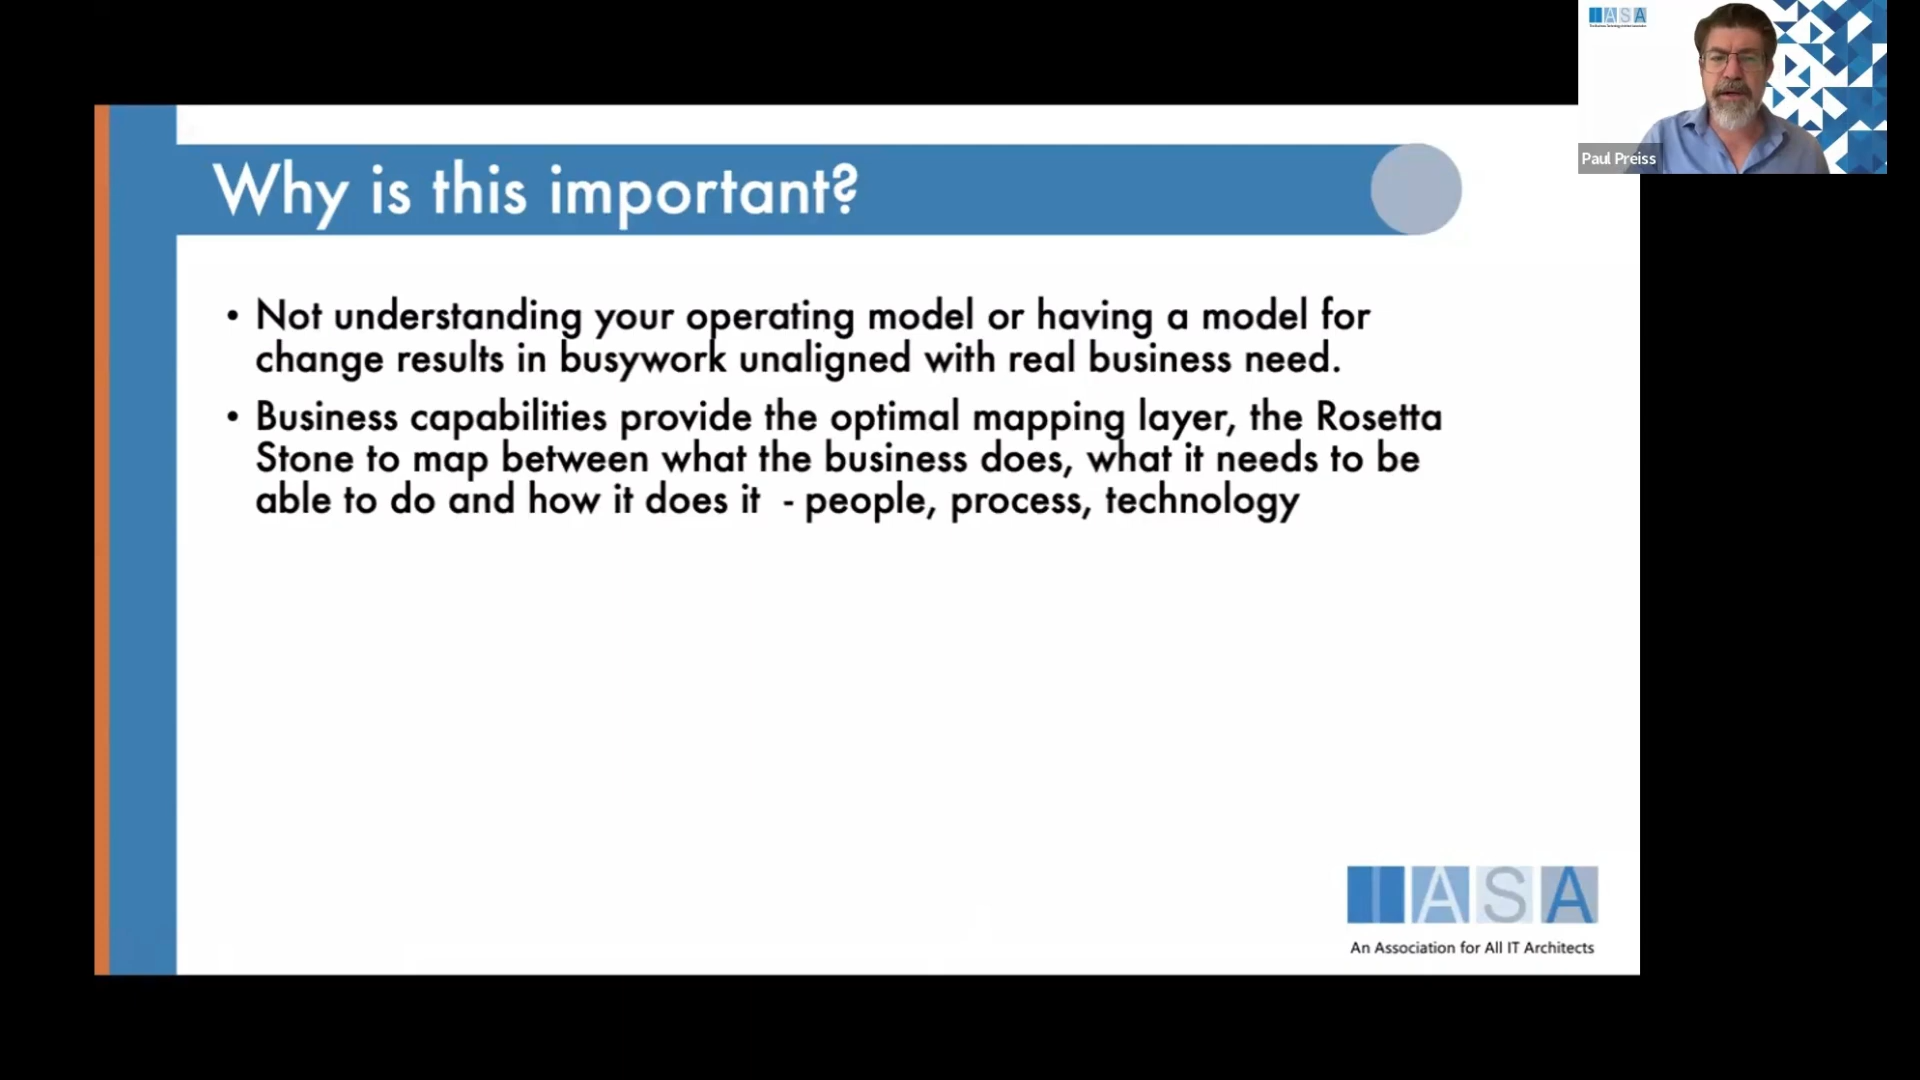 IASA
Paul Preiss
Why is this important?
• Not understanding your operating model or having a model for
change results in busywork unaligned with real business need.
• Business capabilities provide the optimal mapping layer, the Rosetta
Stone to map between what the business does, what it needs to be
able to do and how it does it  - people, process, technology
IASA
An Association for All IT Architects